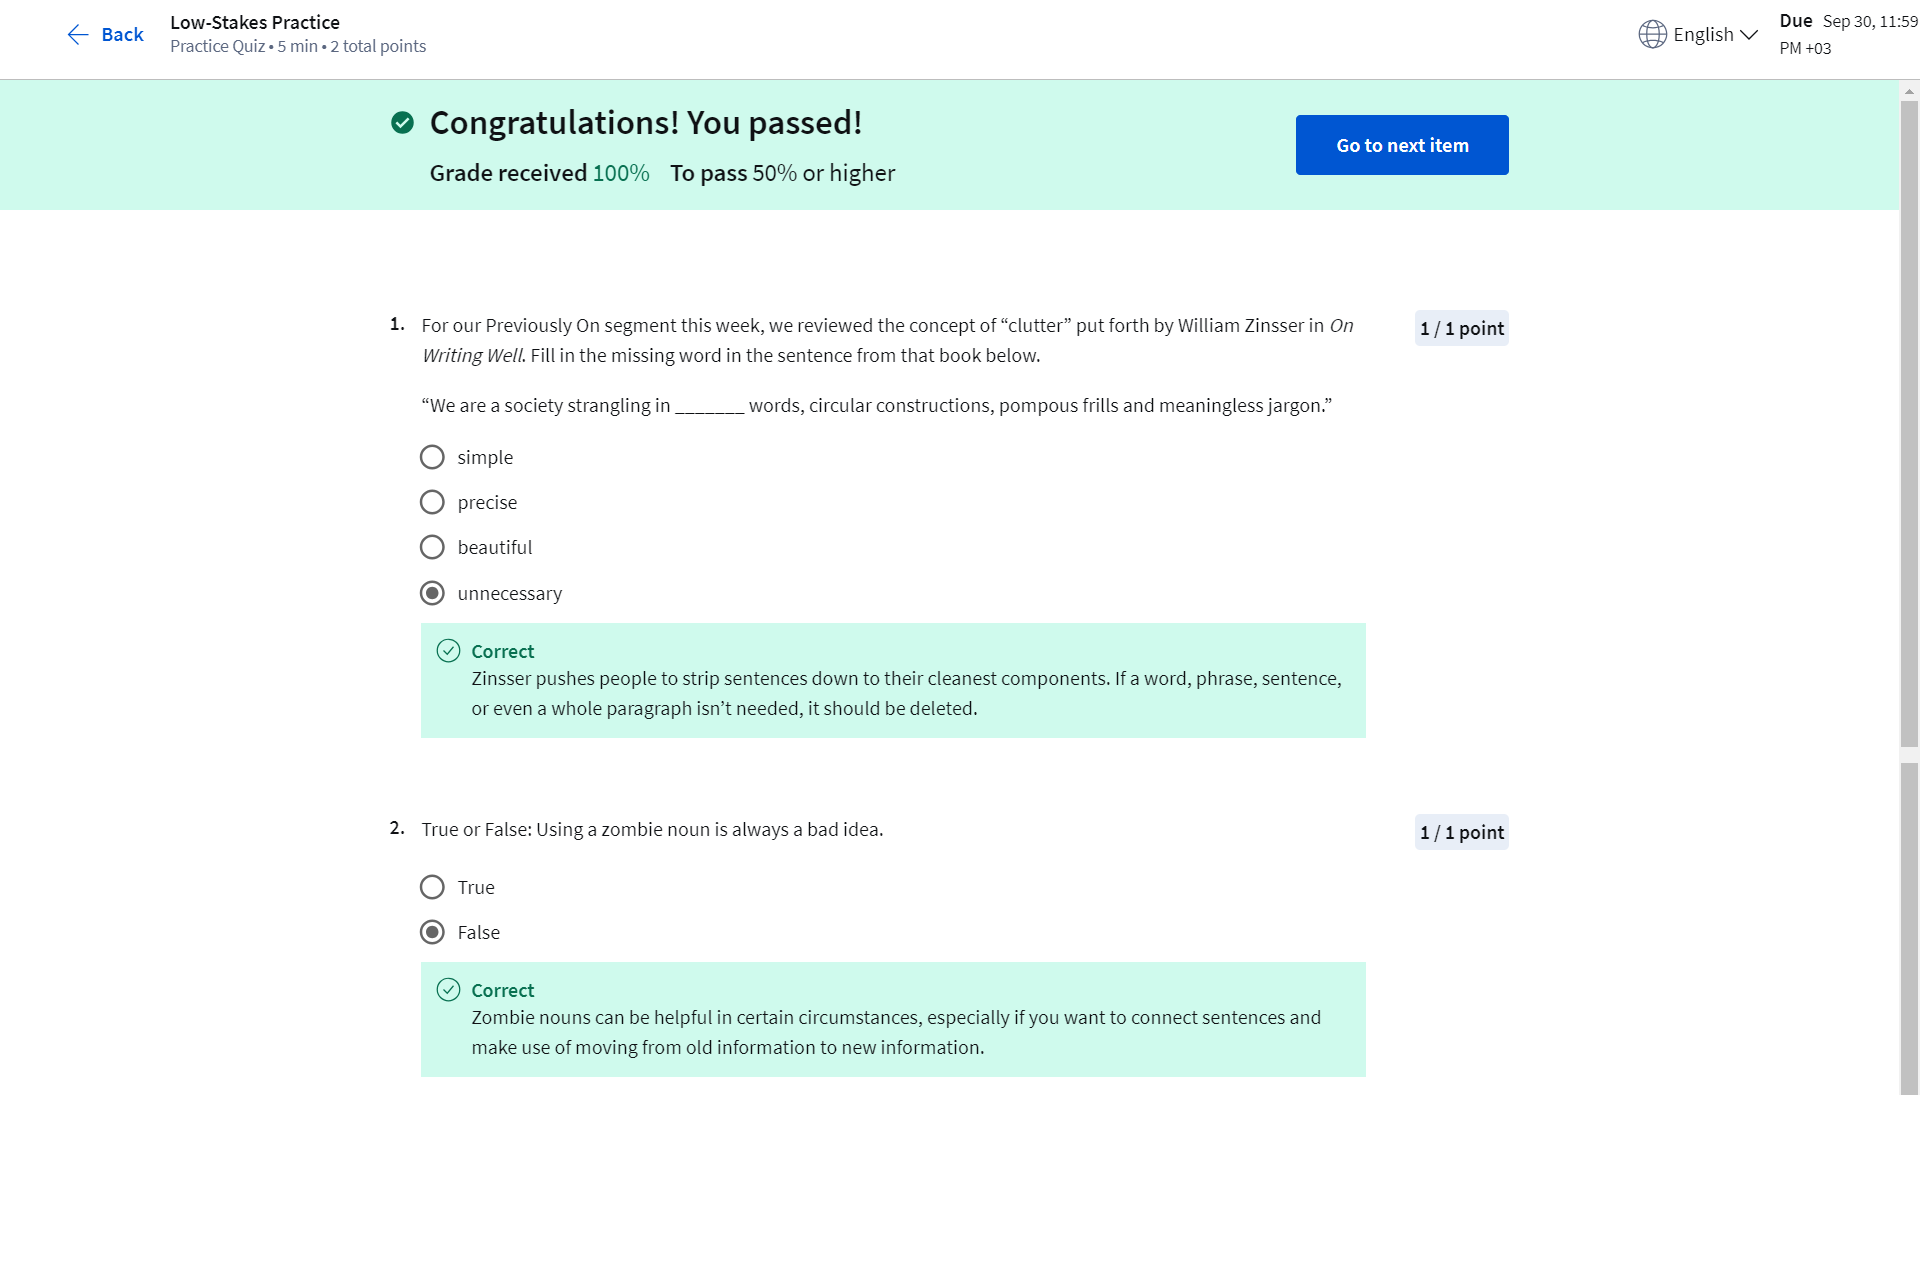 Back
Low-Stakes Practice
Practice Quiz • 5 min • 2 total points
English
Due Sep 30, 11:59
PM +03
Congratulations! You passed!
Grade received 100% To pass 50% or higher
Go to next item
1. For our Previously On segment this week, we reviewed the concept of “clutter” put forth by William Zinsser in On
Writing Well. Fill in the missing word in the sentence from that book below.
1 / 1 point
“We are a society strangling in _______ words, circular constructions, pompous frills and meaningless jargon.”
simple
precise
beautiful
unnecessary
Correct
Zinsser pushes people to strip sentences down to their cleanest components. If a word, phrase, sentence,
or even a whole paragraph isn’t needed, it should be deleted.
2. True or False: Using a zombie noun is always a bad idea.
1 / 1 point
True
False
Correct
Zombie nouns can be helpful in certain circumstances, especially if you want to connect sentences and
make use of moving from old information to new information.